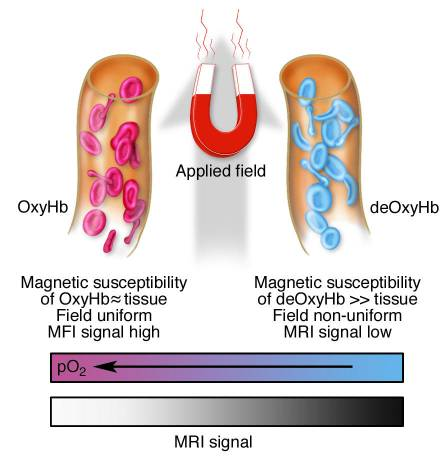 Applied field
OxyHb
deOxyHb
Magnetic susceptibility
of OxyHb≈ tissue
Field uniform
MFI signal high
Magnetic susceptibility
of deOxyHb >> tissue
Field non-uniform
MRI signal low
pO₂
MRI signal